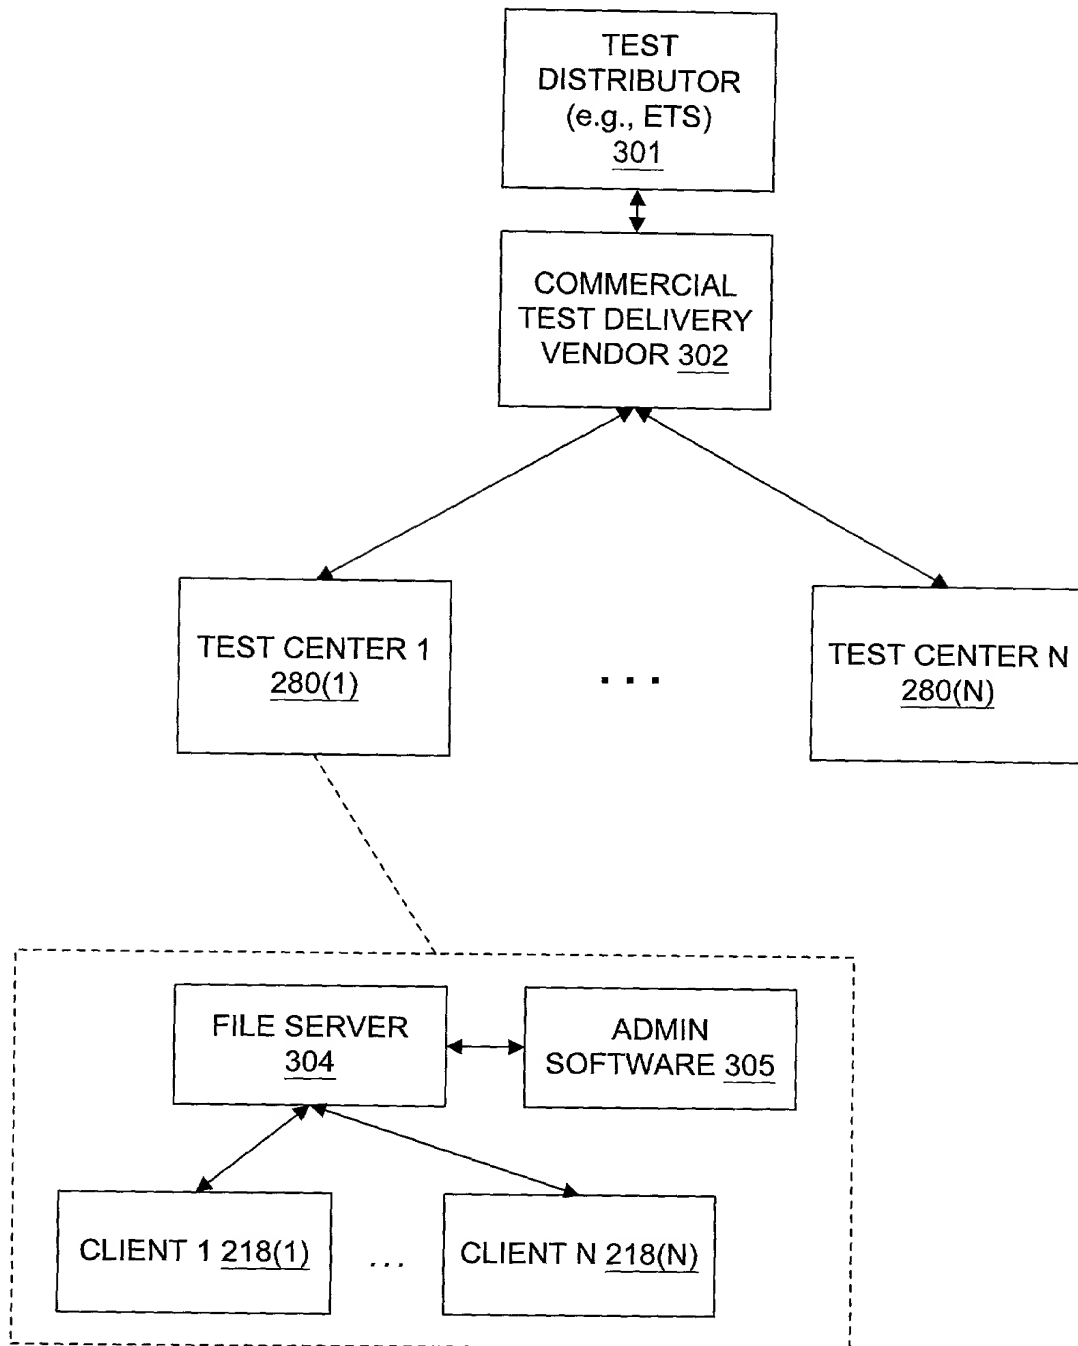 TEST
DISTRIBUTOR
(e.g., ETS)
301
COMMERCIAL
TEST DELIVERY
VENDOR 302
TEST CENTER 1
280(1)
. . .
TEST CENTER N
280(N)
FILE SERVER
304
ADMIN
SOFTWARE 305
CLIENT 1 218(1)
...
CLIENT N 218(N)